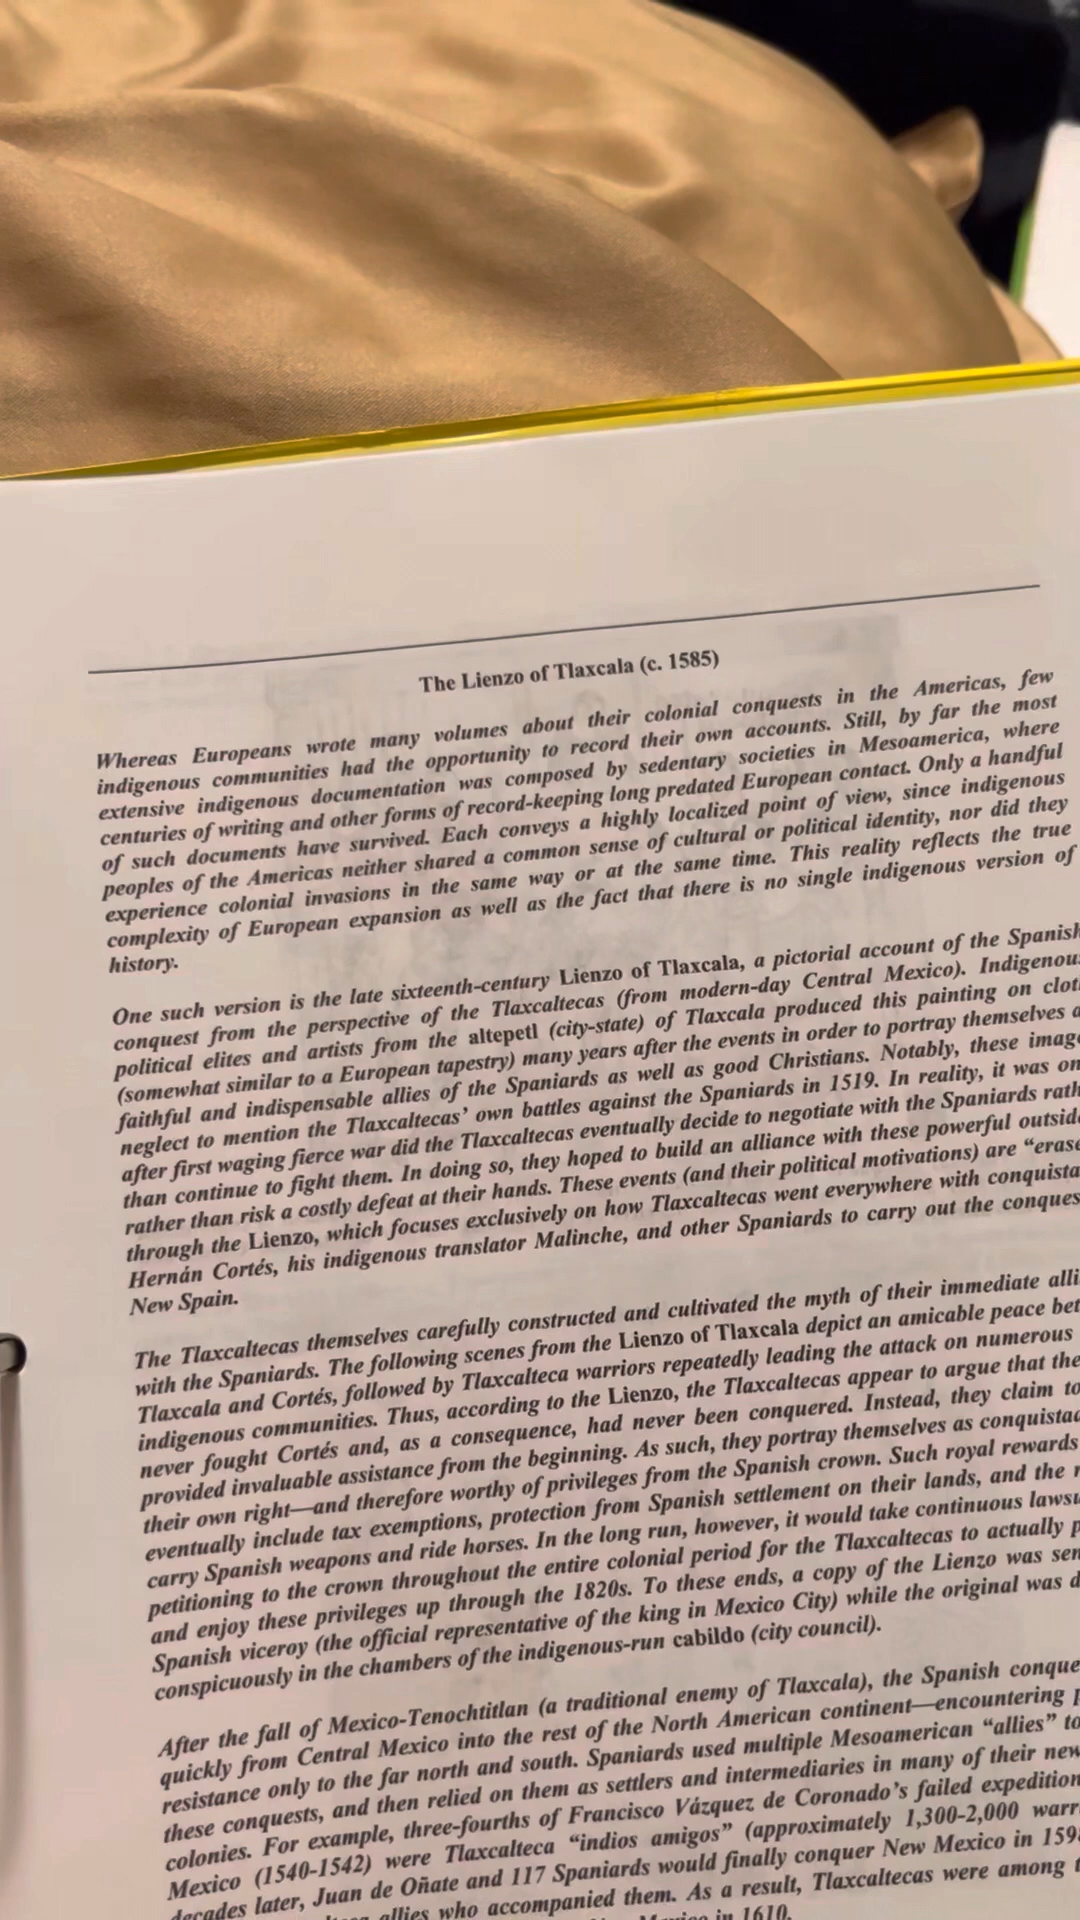 The Lienzo of Tlaxcala (c. 1585)
Whereas Europeans wrote many volumes about their colonial conquests in the Americas, few
indigenous communities had the opportunity to record their own accounts. Still, by far the most
extensive indigenous documentation was composed by sedentary societies in Mesoamerica, where
centuries of writing and other forms of record-keeping long predated European contact. Only a handful
of such documents have survived. Each conveys a highly localized point of view, since indigenous
peoples of the Americas neither shared a common sense of cultural or political identity, nor did they
experience colonial invasions in the same way or at the same time. This reality reflects the true
complexity of European expansion as well as the fact that there is no single indigenous version of
history.
One such version is the late sixteenth-century Lienzo of Tlaxcala, a pictorial account of the Spanish
conquest from the perspective of the Tlaxcaltecas (from modern-day Central Mexico). Indigenou
political elites and artists from the altepetl (city-state) of Tlaxcala produced this painting on clot
(somewhat similar to a European tapestry) many years after the events in order to portray themselves a
faithful and indispensable allies of the Spaniards as well as good Christians. Notably, these imag
neglect to mention the Tlaxcaltecas' own battles against the Spaniards in 1519. In reality, it was on
after first waging fierce war did the Tlaxcaltecas eventually decide to negotiate with the Spaniards rath
than continue to fight them. In doing so, they hoped to build an alliance with these powerful outside
rather than risk a costly defeat at their hands. These events (and their political motivations) are “erase
through the Lienzo, which focuses exclusively on how Tlaxcaltecas went everywhere with conquista
Hernán Cortés, his indigenous translator Malinche, and other Spaniards to carry out the conques
New Spain.
The Tlaxcaltecas themselves carefully constructed and cultivated the myth of their immediate alli
with the Spaniards. The following scenes from the Lienzo of Tlaxcala depict an amicable peace bet
Tlaxcala and Cortés, followed by Tlaxcalteca warriors repeatedly leading the attack on numerous
indigenous communities. Thus, according to the Lienzo, the Tlaxcaltecas appear to argue that the
never fought Cortés and, as a consequence, had never been conquered. Instead, they claim to
provided invaluable assistance from the beginning. As such, they portray themselves as conquistad
their own right—and therefore worthy of privileges from the Spanish crown. Such royal rewards
eventually include tax exemptions, protection from Spanish settlement on their lands, and the r
carry Spanish weapons and ride horses. In the long run, however, it would take continuous lawsu
petitioning to the crown throughout the entire colonial period for the Tlaxcaltecas to actually p
and enjoy these privileges up through the 1820s. To these ends, a copy of the Lienzo was sen
Spanish viceroy (the official representative of the king in Mexico City) while the original was d
conspicuously in the chambers of the indigenous-run cabildo (city council).
After the fall of Mexico-Tenochtitlan (a traditional enemy of Tlaxcala), the Spanish conque
quickly from Central Mexico into the rest of the North American continent—encountering p
resistance only to the far north and south. Spaniards used multiple Mesoamerican “allies” to
these conquests, and then relied on them as settlers and intermediaries in many of their new
colonies. For example, three-fourths of Francisco Vázquez de Coronado's failed expedition
Mexico (1540-1542) were Tlaxcalteca “indios amigos” (approximately 1,300-2,000 warr
decades later, Juan de Oñate and 117 Spaniards would finally conquer New Mexico in 159
allies who accompanied them. As a result, Tlaxcaltecas were among
in 1610.